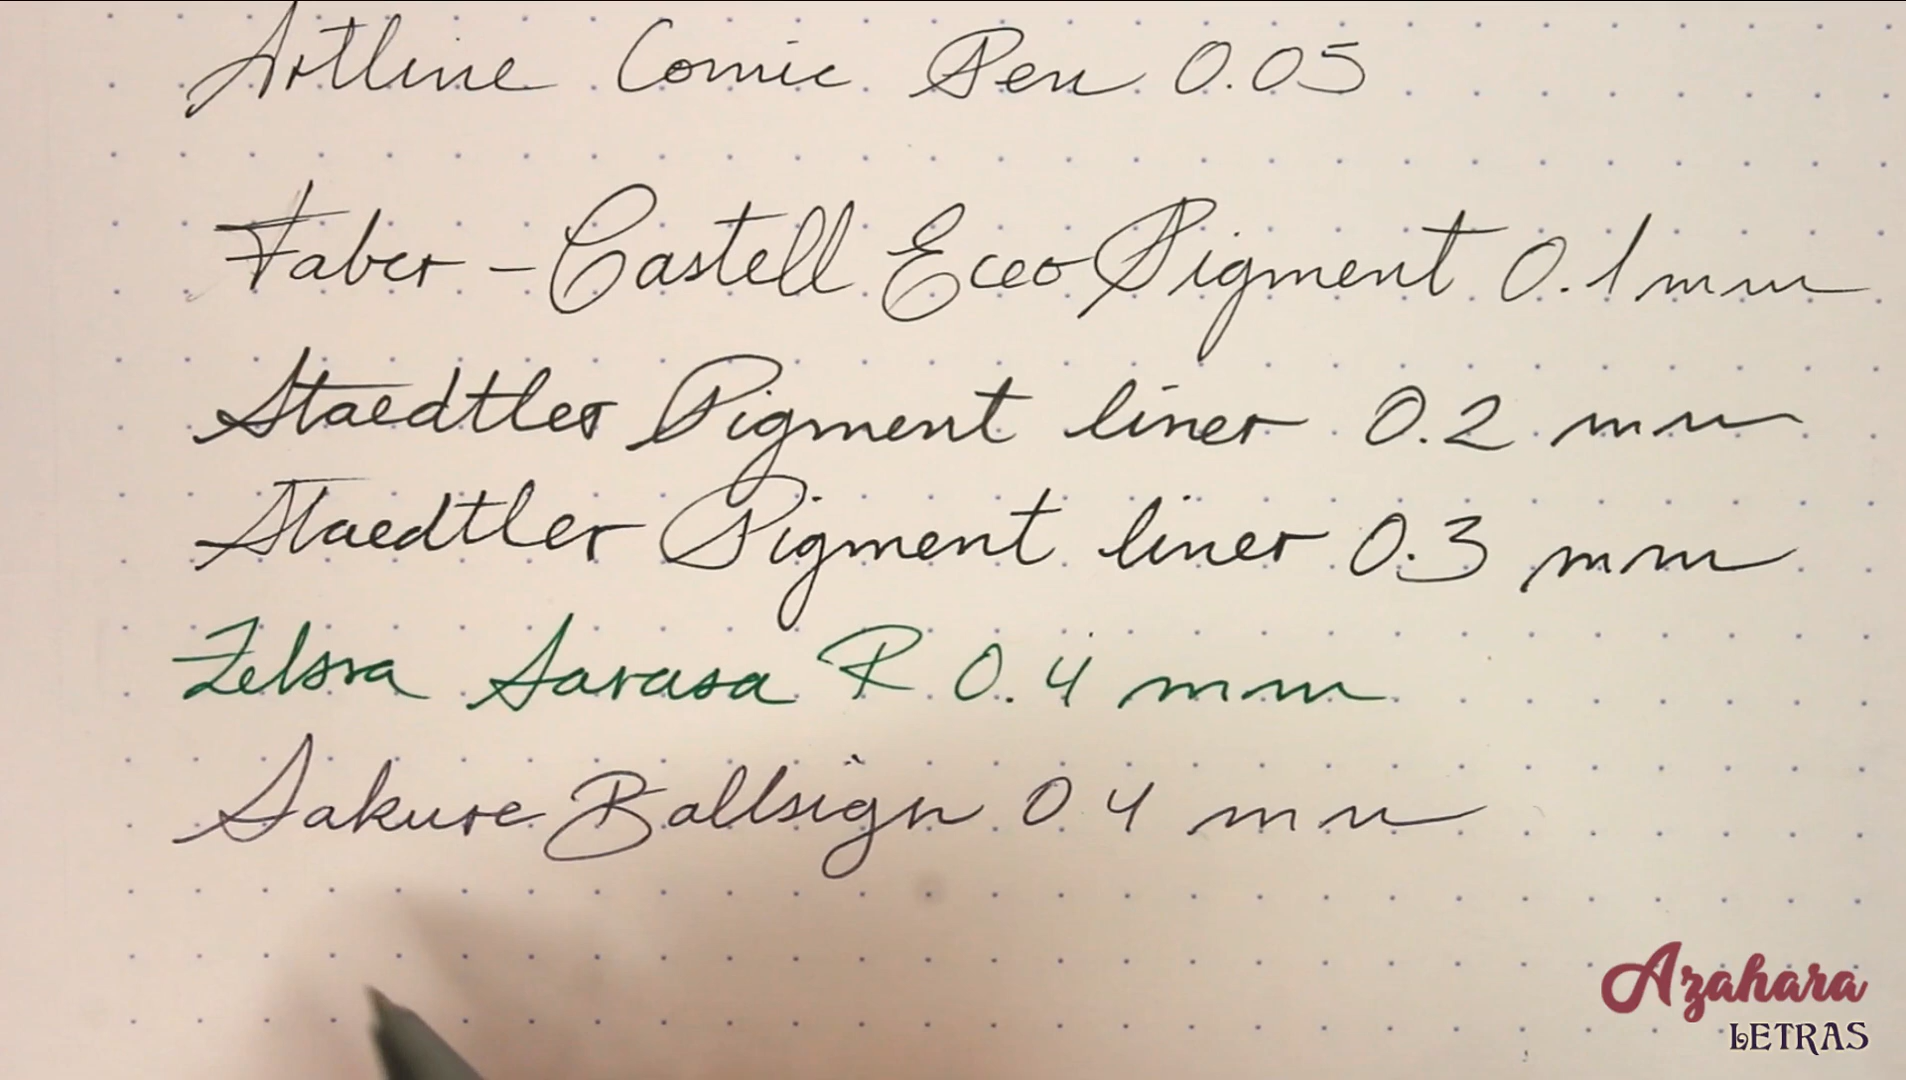 Artline Comic Pen 0.05
Faber-Castell Ecco Pigment 0.1mm
Staedtler Pigment liner 0.2 mm
Staedtler Pigment liner 0.3 mm
Zebra Sarasa R 0.4 mm
Sakura Ballsign 0 4 mm
Azahara
LETRAS